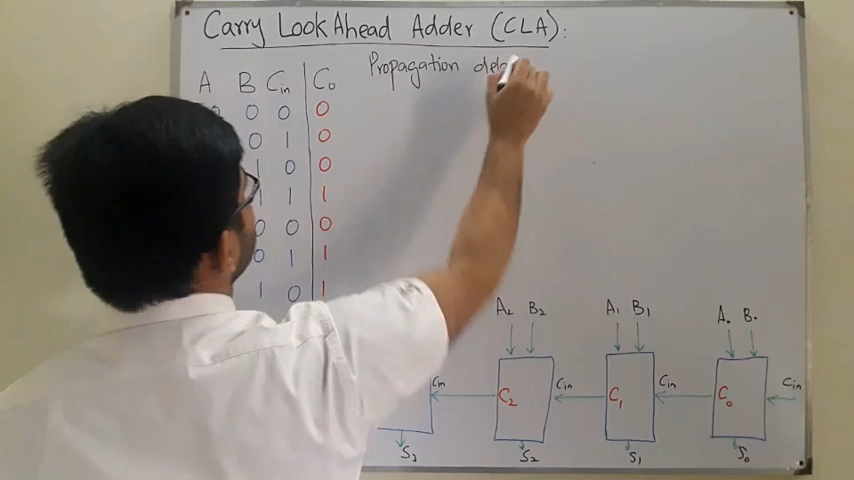 Carry Look Ahead Adder (CLA):
Propagation
A B Cin Co
0 0 0
0 1 0
1 0 0
1 1 1
0 0 0
0 1 1
1 0 1
A2 B2 A1 B1 A0 B0
Cin C2 Cin C1 Cin C0 Cin
S3 S2 S1 S0